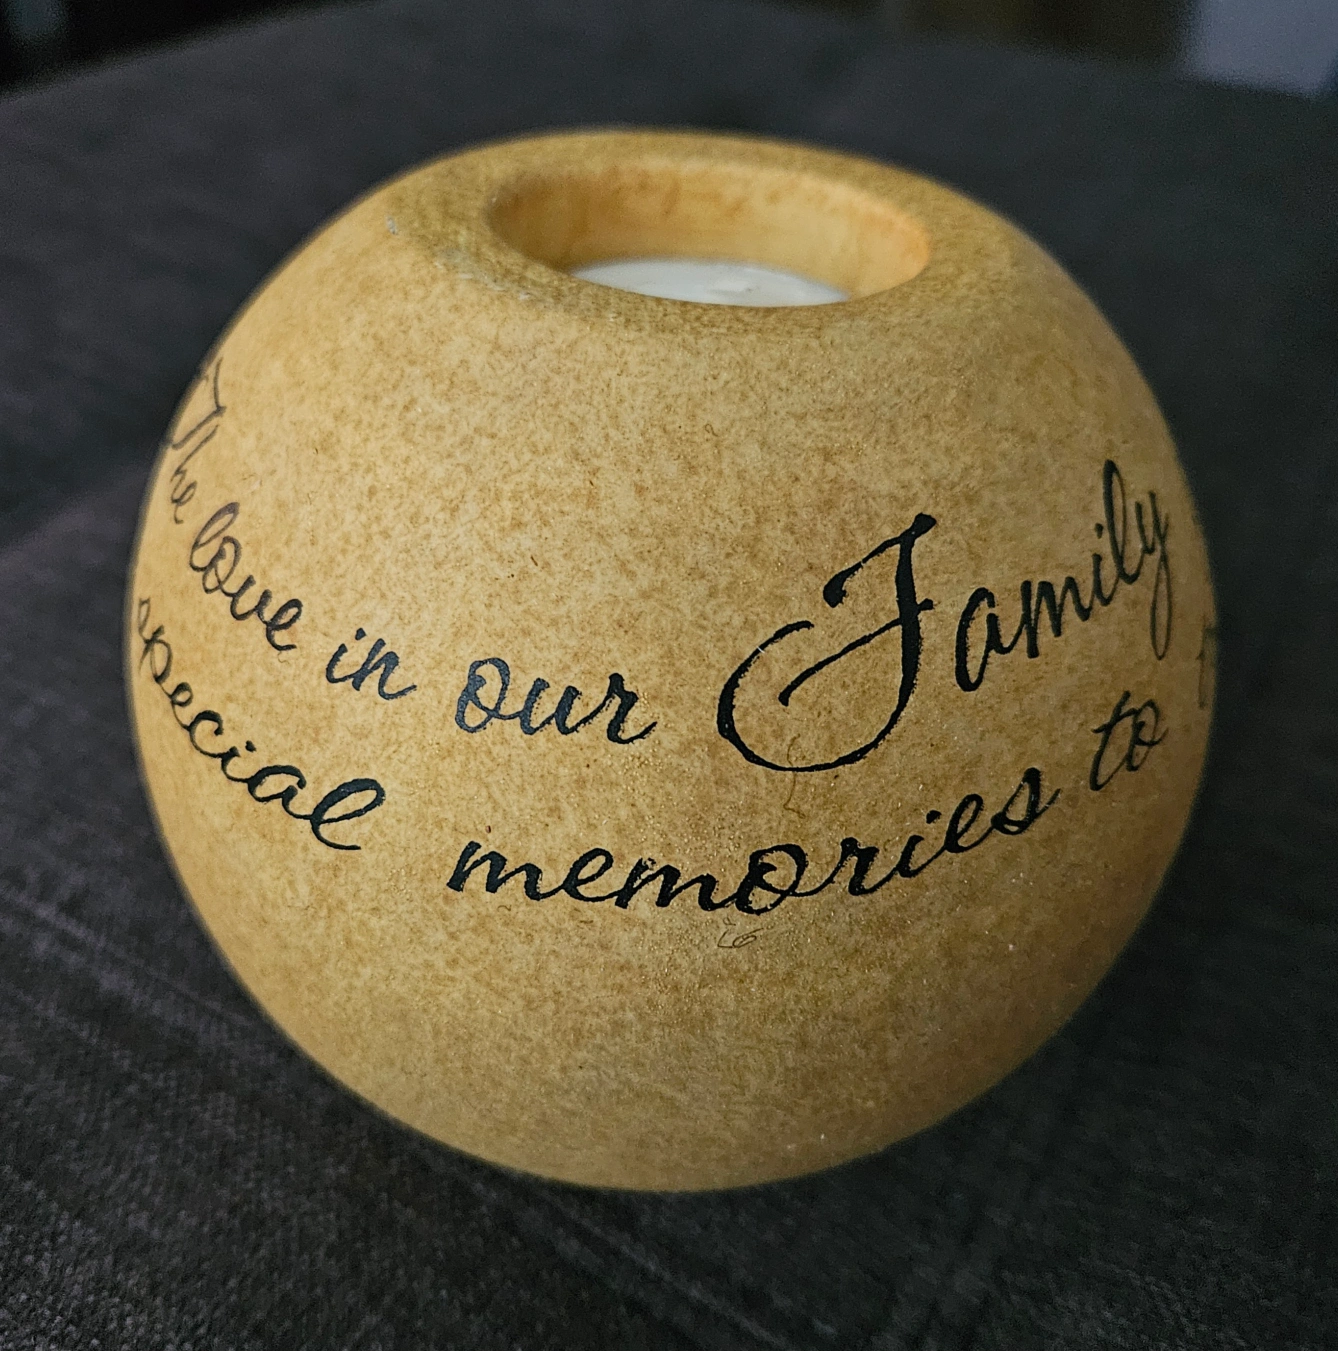 The love in our Family
special memories to